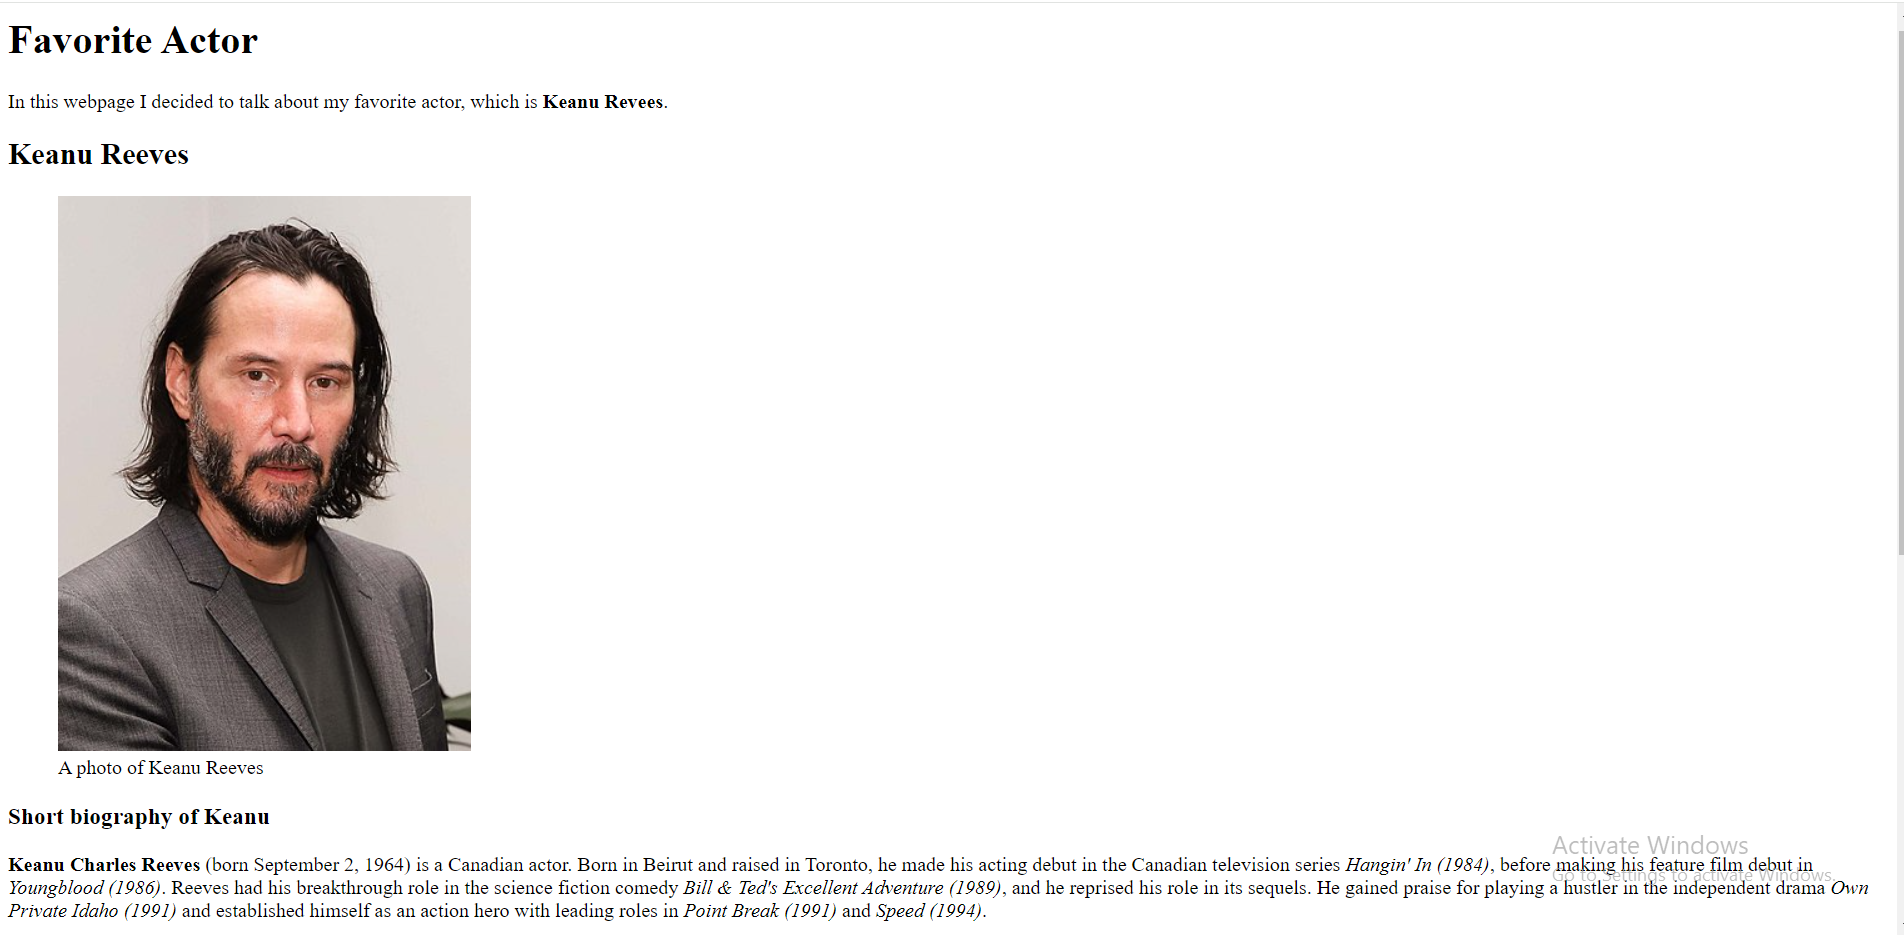 Favorite Actor
In this webpage I decided to talk about my favorite actor, which is Keanu Revees.
Keanu Reeves
A photo of Keanu Reeves
Short biography of Keanu
Keanu Charles Reeves (born September 2, 1964) is a Canadian actor. Born in Beirut and raised in Toronto, he made his acting debut in the Canadian television series Hangin' In (1984), before making his feature film debut in
Youngblood (1986). Reeves had his breakthrough role in the science fiction comedy Bill & Ted's Excellent Adventure (1989), and he reprised his role in its sequels. He gained praise for playing a hustler in the independent drama Own
Private Idaho (1991) and established himself as an action hero with leading roles in Point Break (1991) and Speed (1994).
Activate Windows
Go to Settings to activate Windows.